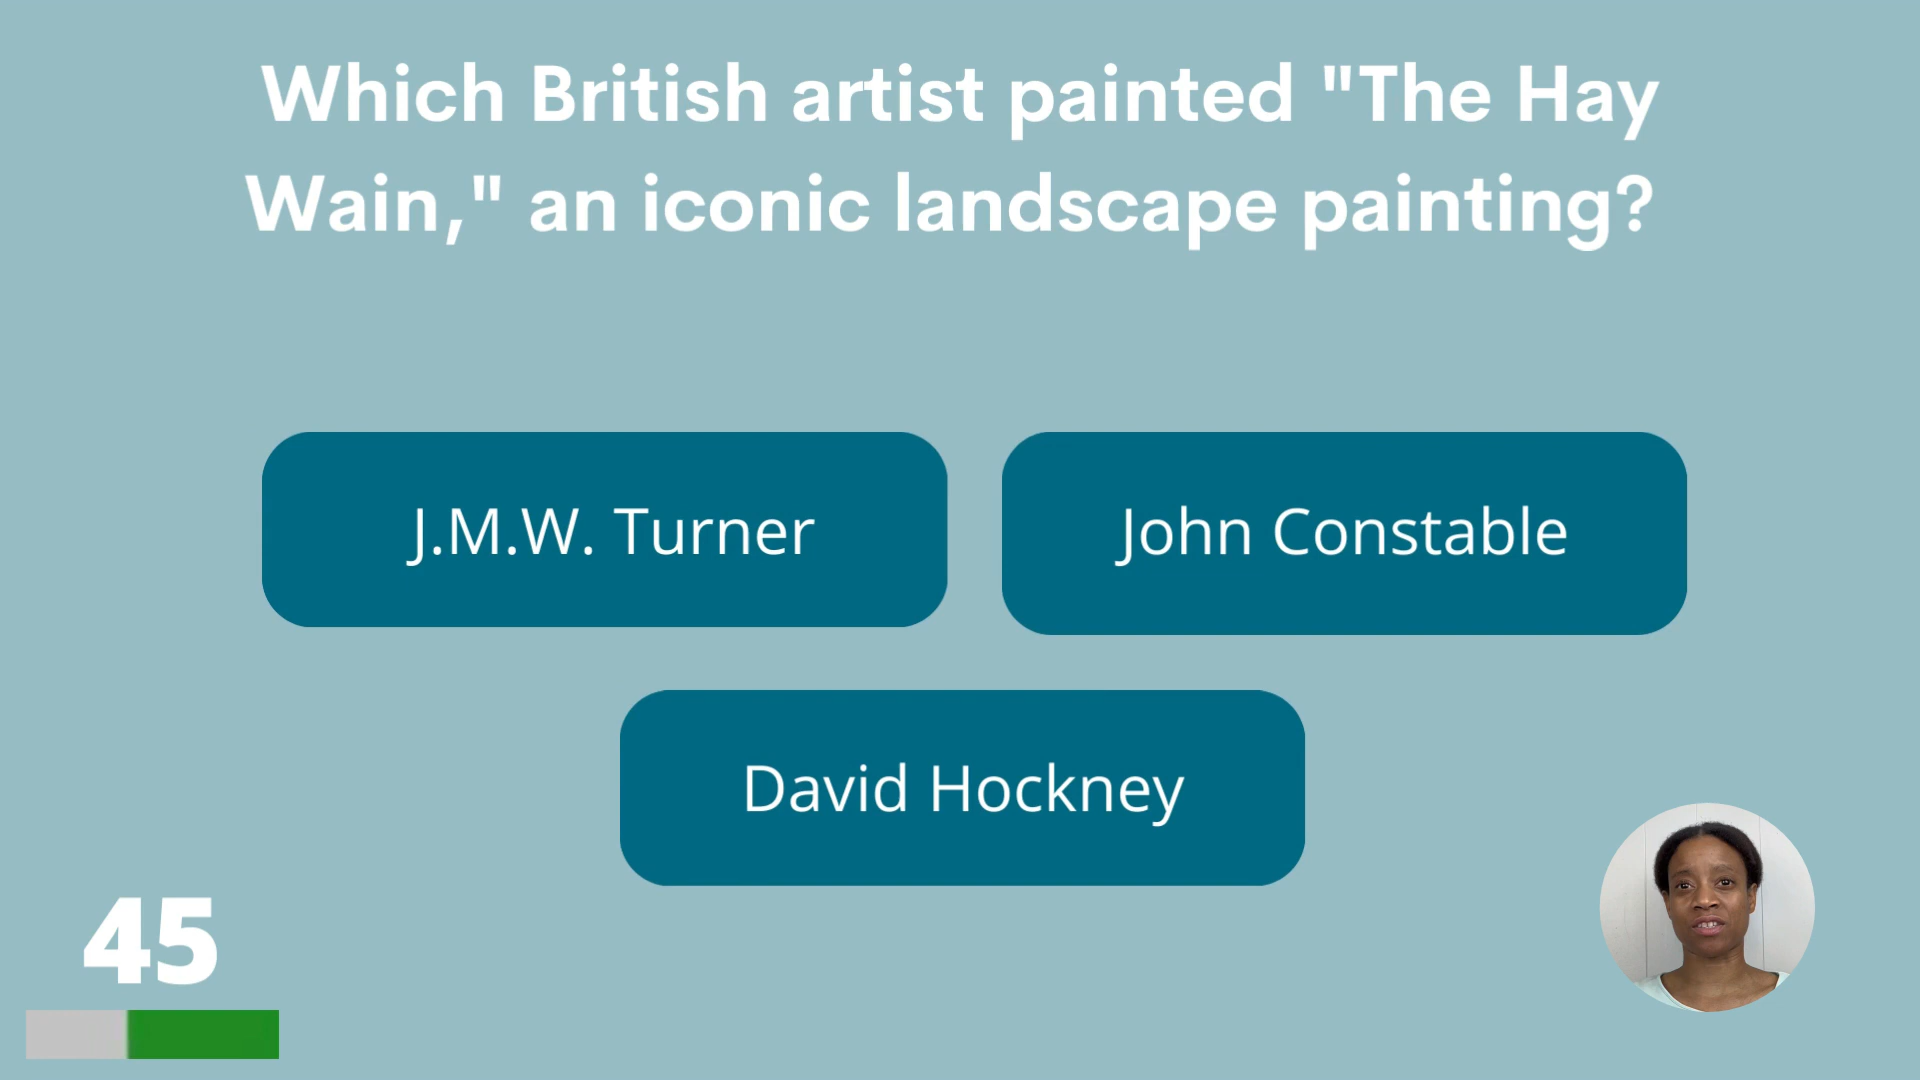 Which British artist painted "The Hay
Wain," an iconic landscape painting?
J.M.W. Turner
John Constable
David Hockney
45